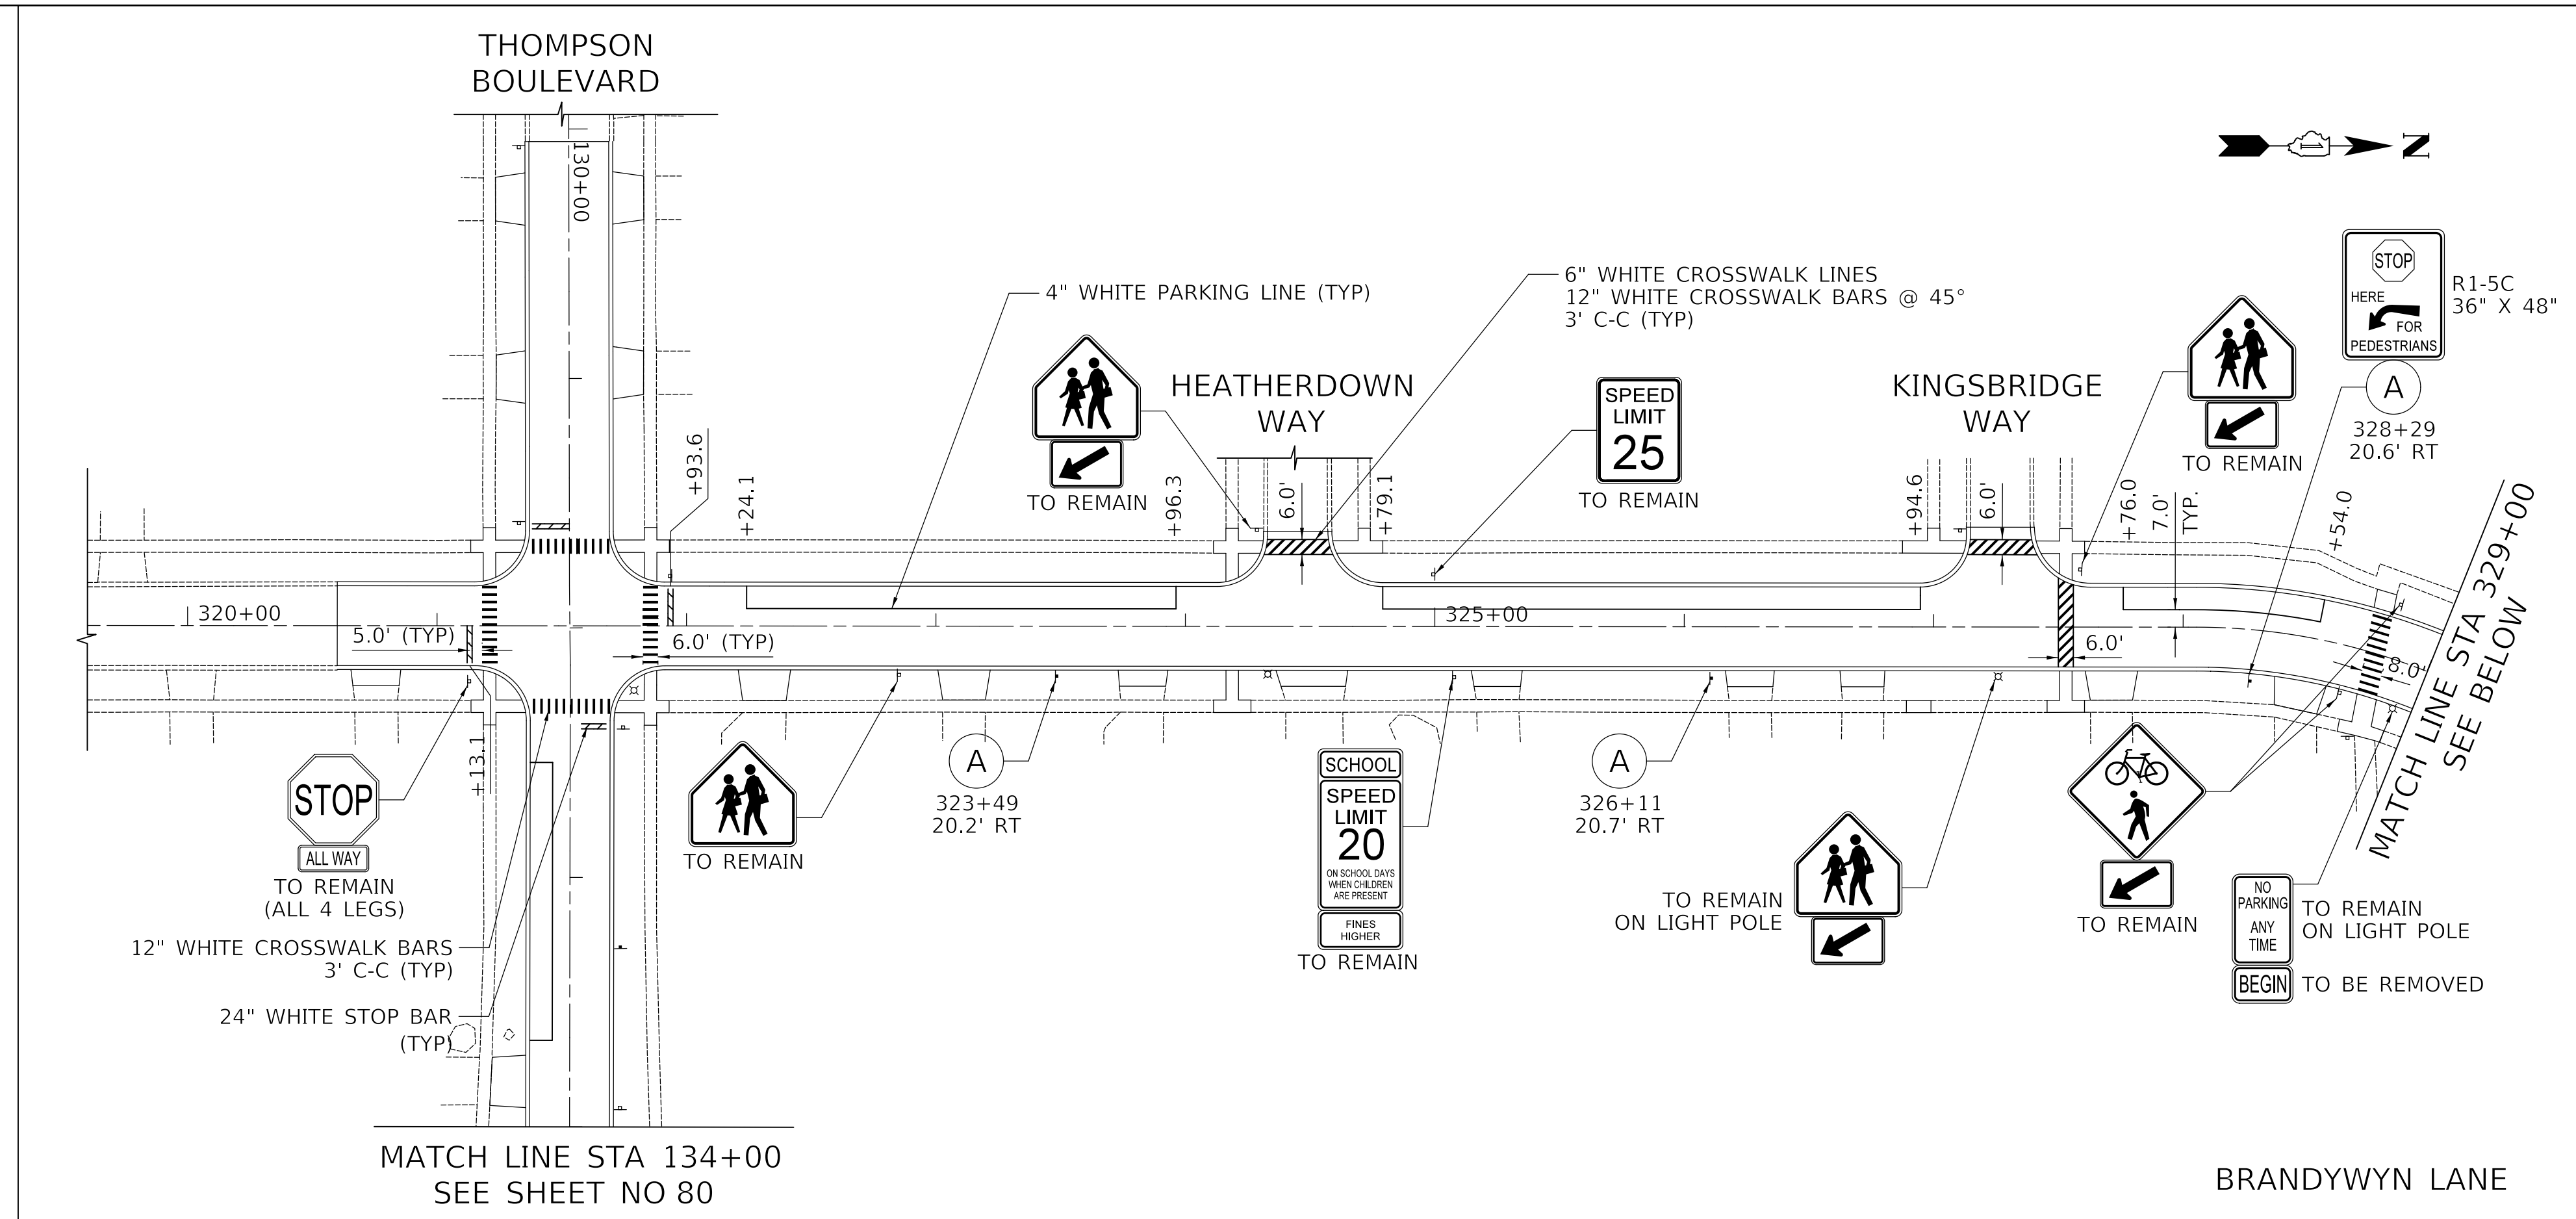 THOMPSON
BOULEVARD
130+00
N
4" WHITE PARKING LINE (TYP)
6" WHITE CROSSWALK LINES
12" WHITE CROSSWALK BARS @ 45°
3' C-C (TYP)
STOP
HERE
FOR
PEDESTRIANS
R1-5C
36" X 48"
A
328+29
20.6' RT
HEATHERDOWN
WAY
KINGSBRIDGE
WAY
SPEED
LIMIT
25
TO REMAIN
TO REMAIN
TO REMAIN
+93.6
+24.1
+96.3
6.0'
+79.1
+94.6
6.0'
+76.0
7.0'
TYP.
+54.0
320+00
325+00
5.0' (TYP)
6.0' (TYP)
6.0'
8.0'
MATCH LINE STA 329+00
SEE BELOW
+13.1
STOP
ALL WAY
TO REMAIN
(ALL 4 LEGS)
12" WHITE CROSSWALK BARS
3' C-C (TYP)
24" WHITE STOP BAR
(TYP)
TO REMAIN
A
323+49
20.2' RT
SCHOOL
SPEED
LIMIT
20
ON SCHOOL DAYS
WHEN CHILDREN
ARE PRESENT
FINES
HIGHER
TO REMAIN
A
326+11
20.7' RT
TO REMAIN
ON LIGHT POLE
TO REMAIN
NO
PARKING
ANY
TIME
TO REMAIN
ON LIGHT POLE
BEGIN
TO BE REMOVED
MATCH LINE STA 134+00
SEE SHEET NO 80
BRANDYWYN LANE